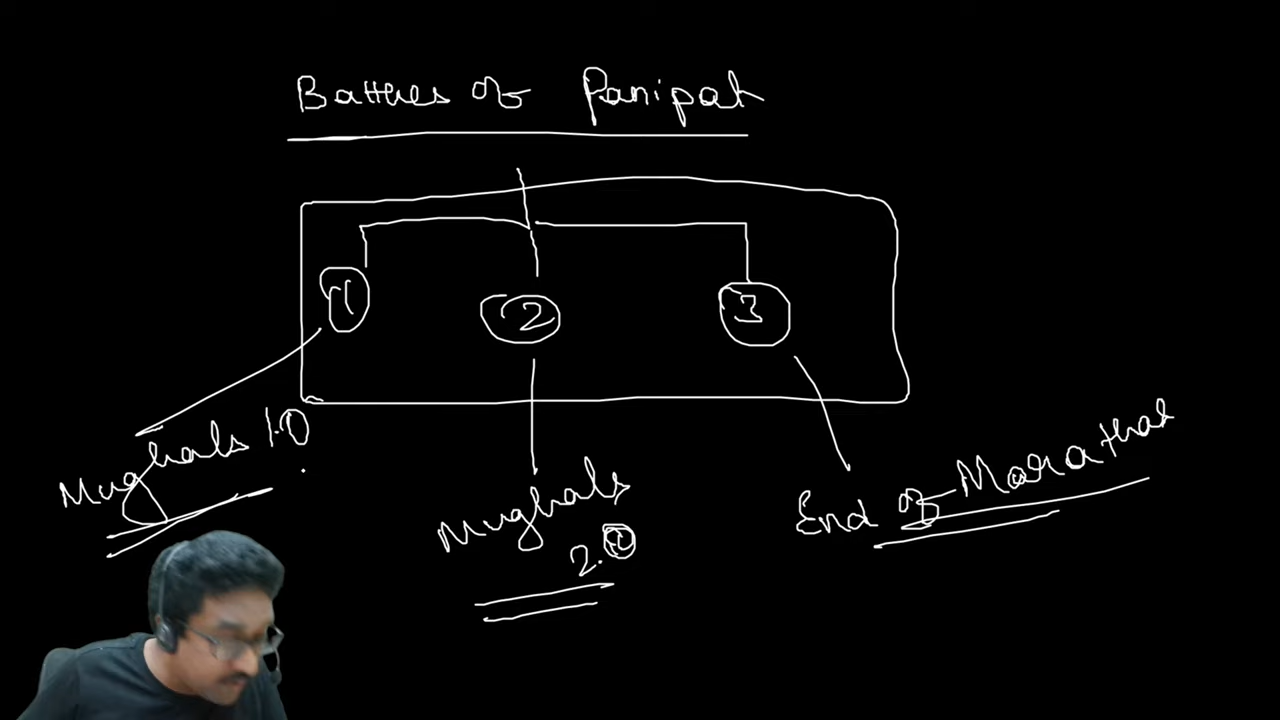 Battles of Panipat
1 2 3
Mughals 1.0
Mughals
2.0
End of Marathas